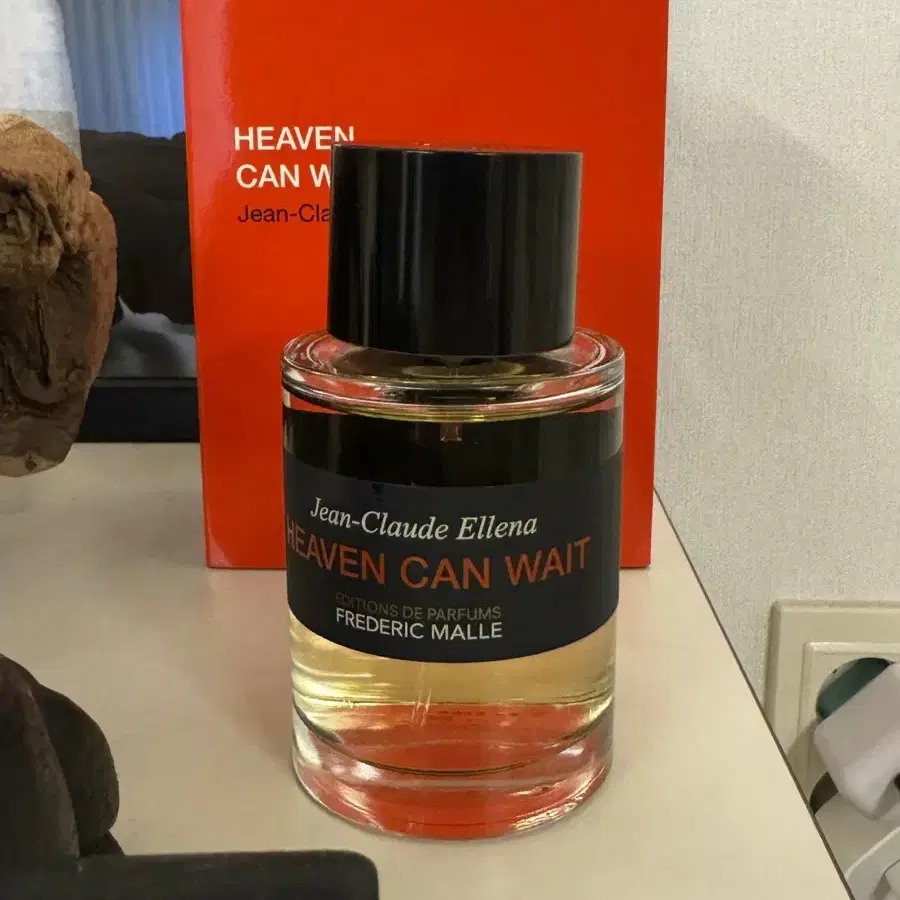 HEAVEN
CAN W
Jean-Cla
Jean-Claude Ellena
HEAVEN CAN WAIT
EDITIONS DE PARFUMS
FREDERIC MALLE